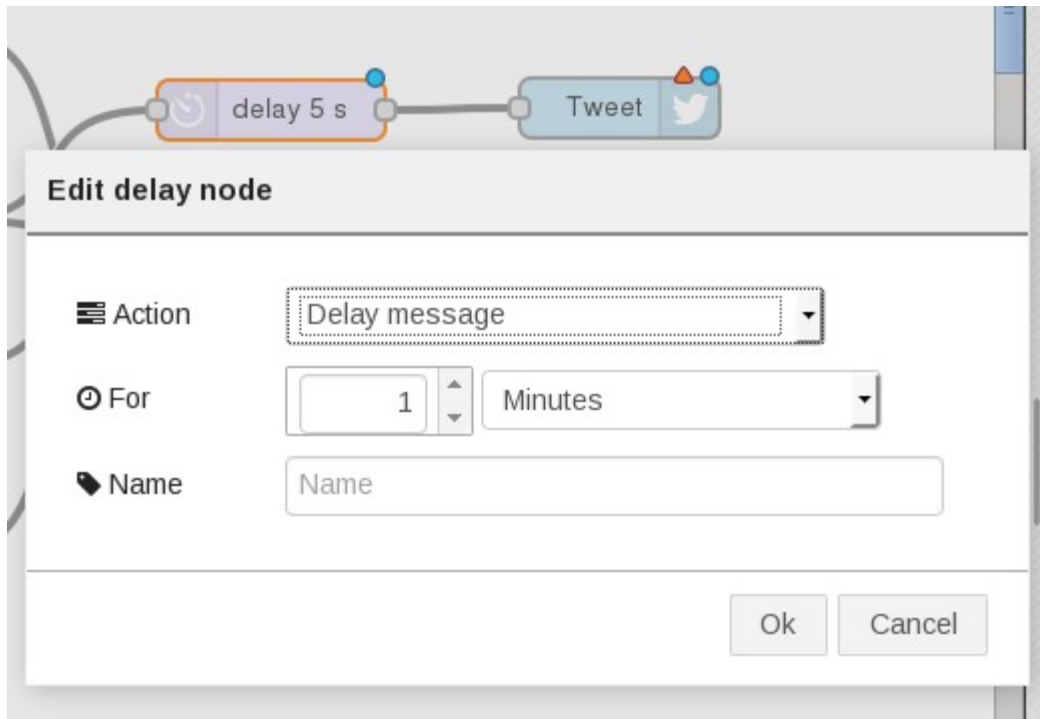 delay 5 s
Tweet
Edit delay node
Action
Delay message
For
1
Minutes
Name
Name
Ok
Cancel